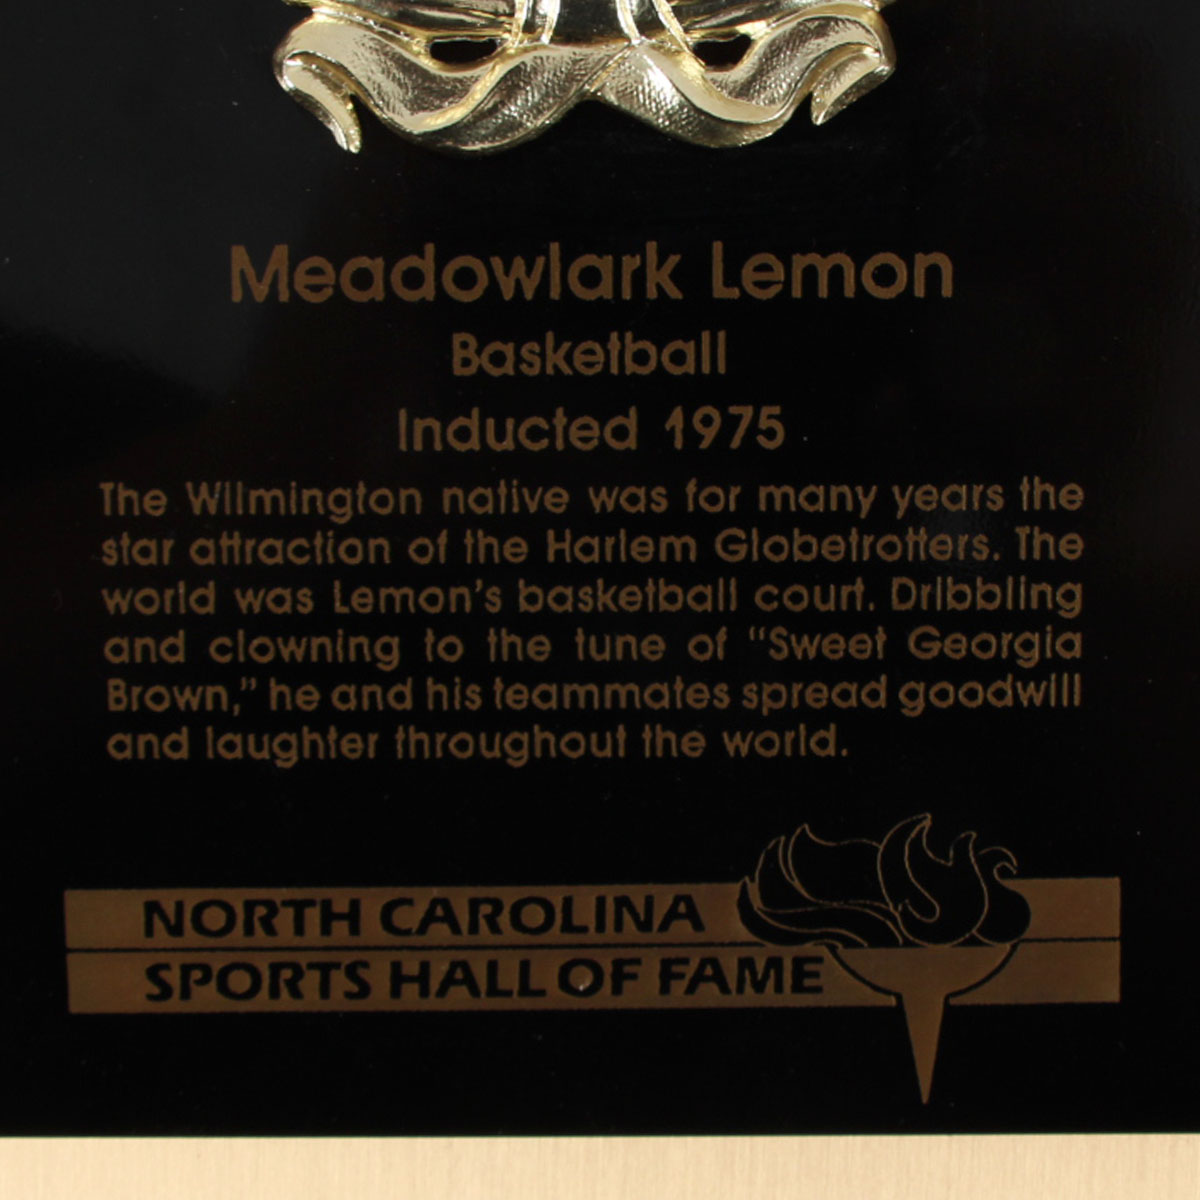 Meadowlark Lemon
Basketball
Inducted 1975
The Wilmington native was for many years the
star attraction of the Harlem Globetrotters. The
world was Lemon's basketball court. Dribbling
and clowning to the tune of "Sweet Georgia
Brown," he and his teammates spread goodwill
and laughter throughout the world.
NORTH CAROLINA
SPORTS HALL OF FAME